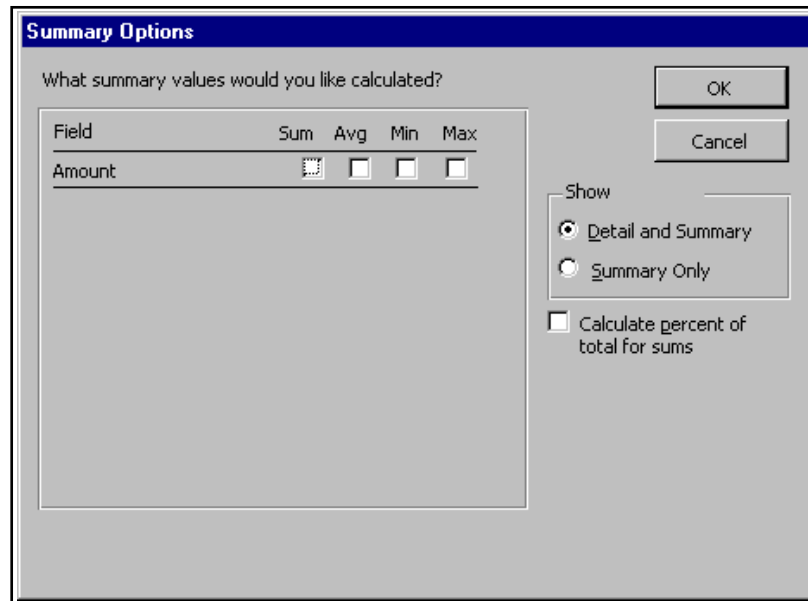 Summary Options
What summary values would you like calculated?
OK
Cancel
Field Sum Avg Min Max
Amount
Show
Detail and Summary
Summary Only
Calculate percent of
total for sums